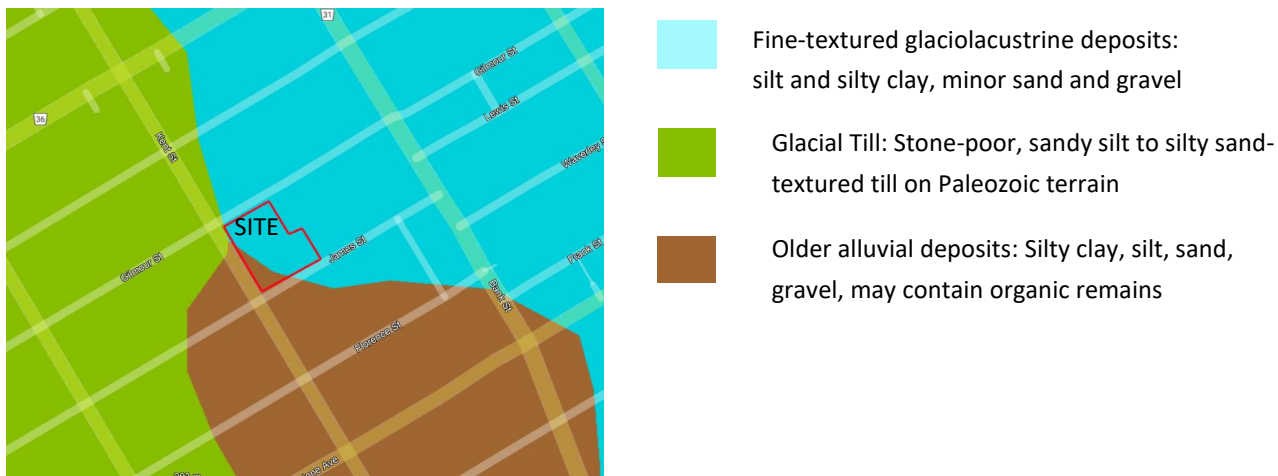 31
36
Kent St
Gilmour St
Lewis St
SITE
James St
Gilmour St
Frank St
Bank St
Florence St
Fine-textured glaciolacustrine deposits:
silt and silty clay, minor sand and gravel
Glacial Till: Stone-poor, sandy silt to silty sand-
textured till on Paleozoic terrain
Older alluvial deposits: Silty clay, silt, sand,
gravel, may contain organic remains